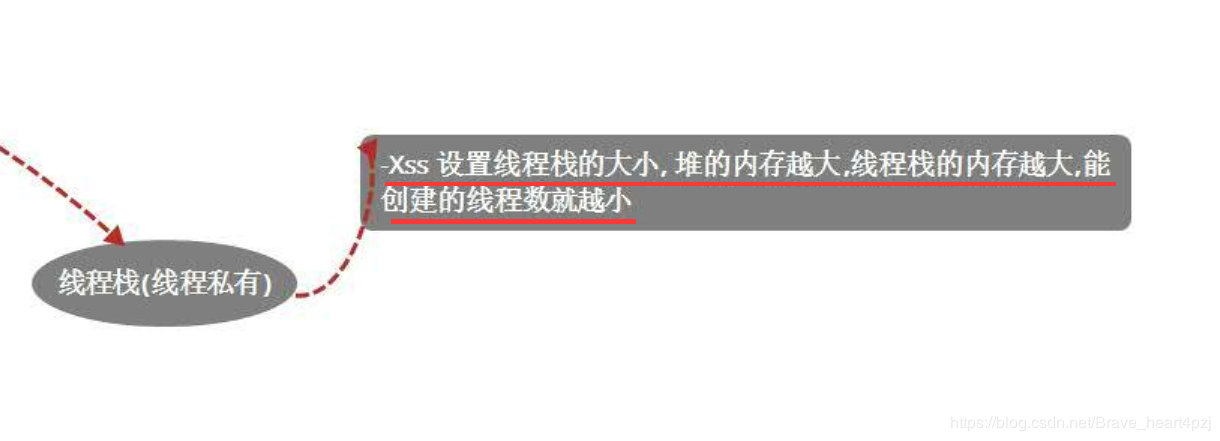 -Xss 设置线程栈的大小, 堆的内存越大,线程栈的内存越大,能
创建的线程数就越小
线程栈(线程私有)
https://blog.csdn.net/Brave_heart4pzj